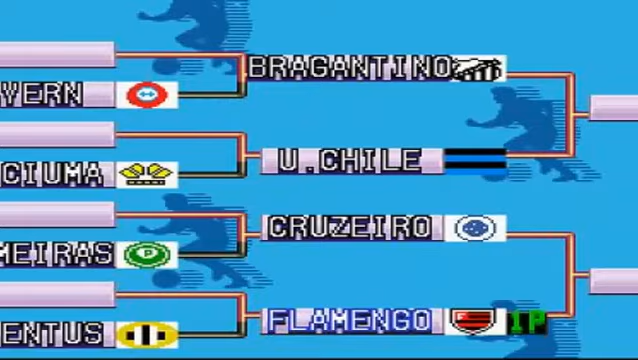 BRAGANTINO
YERN
U.CHILE
CIUMA
CRUZEIRO
MEIRAS
P
FLAMENGO 1P
ENTUS